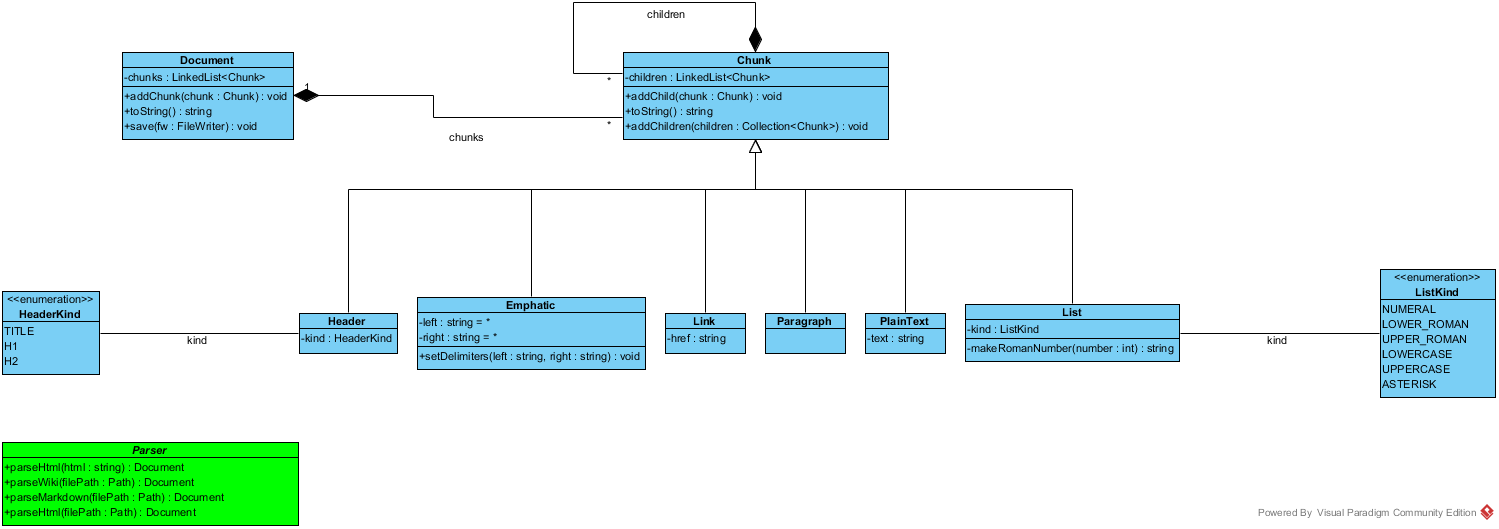 children
Document
-chunks : LinkedList<Chunk>
+addChunk(chunk : Chunk) : void
+toString() : string
+save(fw : FileWriter) : void
1
*
*
chunks
Chunk
-children : LinkedList<Chunk>
+addChild(chunk : Chunk) : void
+toString() : string
+addChildren(children : Collection<Chunk>) : void
<<enumeration>>
HeaderKind
TITLE
H1
H2
kind
Header
-kind : HeaderKind
Emphatic
-left : string = *
-right : string = *
+setDelimiters(left : string, right : string) : void
Link
-href : string
Paragraph
PlainText
-text : string
List
-kind : ListKind
-makeRomanNumber(number : int) : string
kind
<<enumeration>>
ListKind
NUMERAL
LOWER_ROMAN
UPPER_ROMAN
LOWERCASE
UPPERCASE
ASTERISK
Parser
+parseHtml(html : string) : Document
+parseWiki(filePath : Path) : Document
+parseMarkdown(filePath : Path) : Document
+parseHtml(filePath : Path) : Document
Powered By Visual Paradigm Community Edition